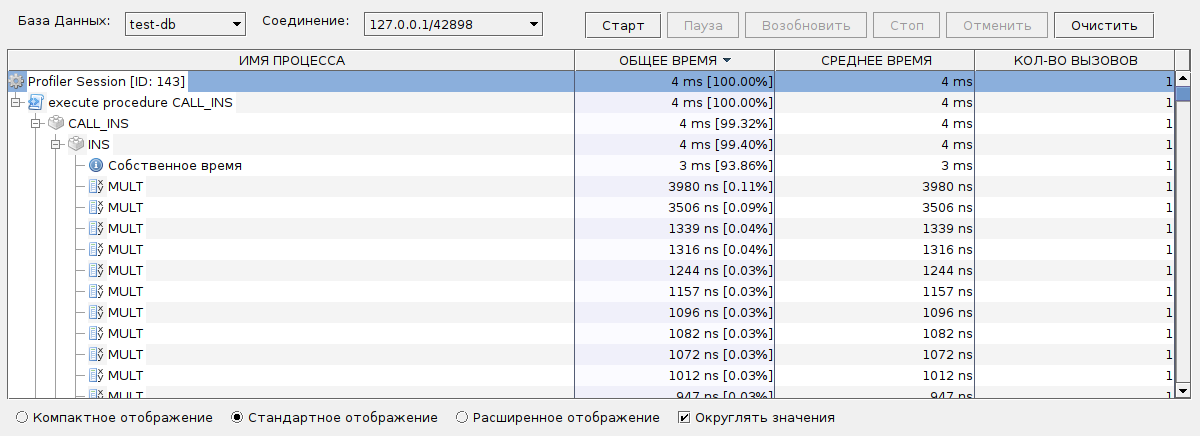 База Данных: test-db Соединение: 127.0.0.1/42898 Старт Пауза Возобновить Стоп Отменить Очистить
ИМЯ ПРОЦЕССА ОБЩЕЕ ВРЕМЯ СРЕДНЕЕ ВРЕМЯ КОЛ-ВО ВЫЗОВОВ
Profiler Session [ID: 143] 4 ms [100.00%] 4 ms 1
execute procedure CALL_INS 4 ms [100.00%] 4 ms 1
CALL_INS 4 ms [99.32%] 4 ms 1
INS 4 ms [99.40%] 4 ms 1
Собственное время 3 ms [93.86%] 3 ms 1
MULT 3980 ns [0.11%] 3980 ns 1
MULT 3506 ns [0.09%] 3506 ns 1
MULT 1339 ns [0.04%] 1339 ns 1
MULT 1316 ns [0.04%] 1316 ns 1
MULT 1244 ns [0.03%] 1244 ns 1
MULT 1157 ns [0.03%] 1157 ns 1
MULT 1096 ns [0.03%] 1096 ns 1
MULT 1082 ns [0.03%] 1082 ns 1
MULT 1072 ns [0.03%] 1072 ns 1
MULT 1012 ns [0.03%] 1012 ns 1
MULT 947 ns [0.03%] 947 ns 1
Компактное отображение Стандартное отображение Расширенное отображение Округлять значения